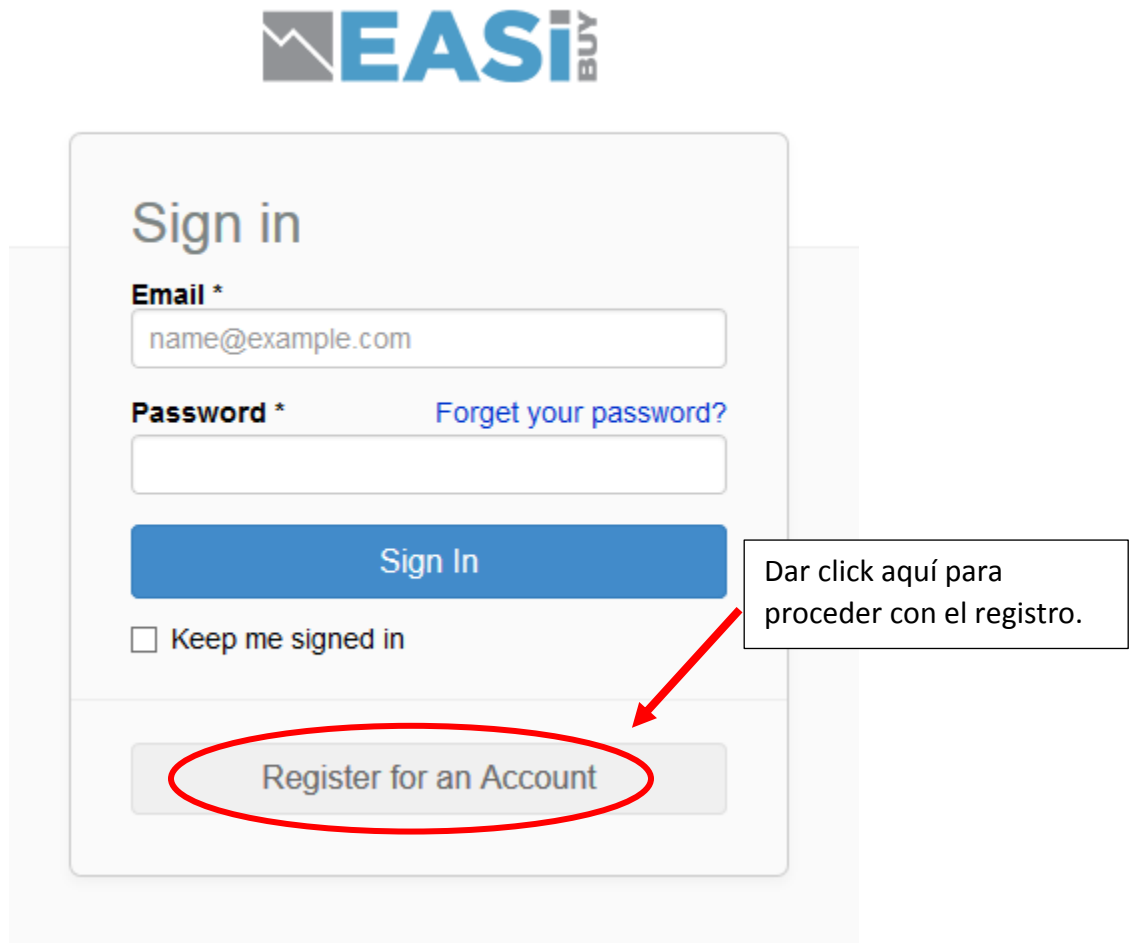 EASi BUY
Sign in
Email *
name@example.com
Password * Forget your password?
Sign In
Dar click aquí para
proceder con el registro.
Keep me signed in
Register for an Account